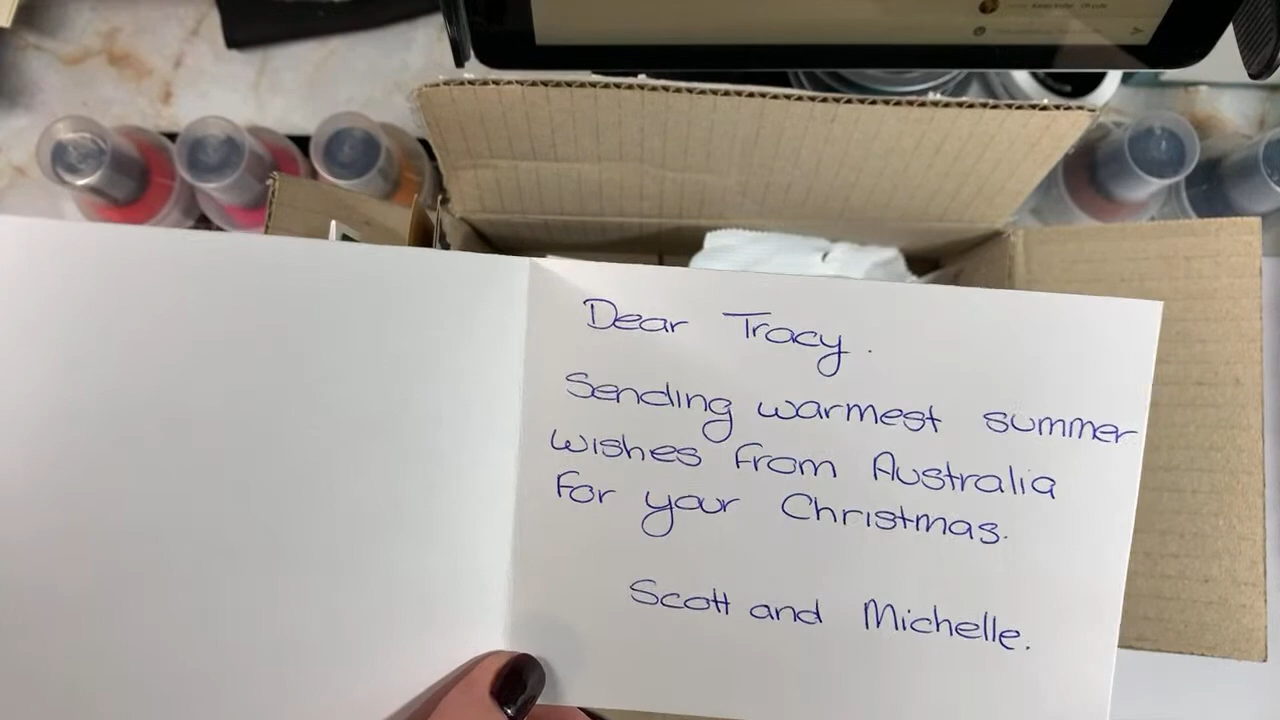 Dear Tracy.
Sending warmest summer
wishes from Australia
for your Christmas.
Scott and Michelle.